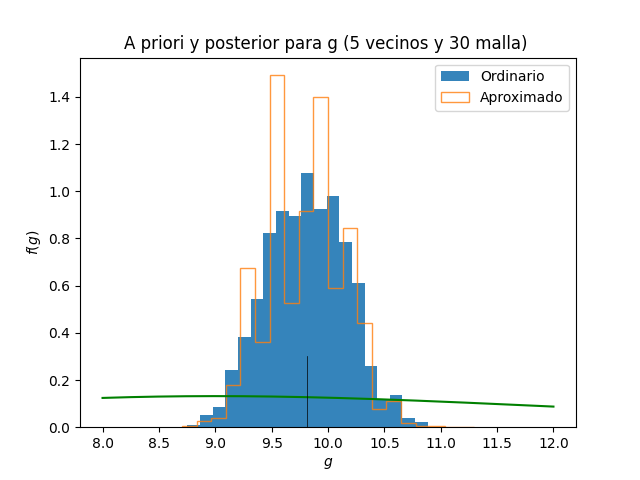 A priori y posterior para g (5 vecinos y 30 malla)
Ordinario
Aproximado
f(g)
1.4
1.2
1.0
0.8
0.6
0.4
0.2
0.0
8.0 8.5 9.0 9.5 10.0 10.5 11.0 11.5 12.0
g